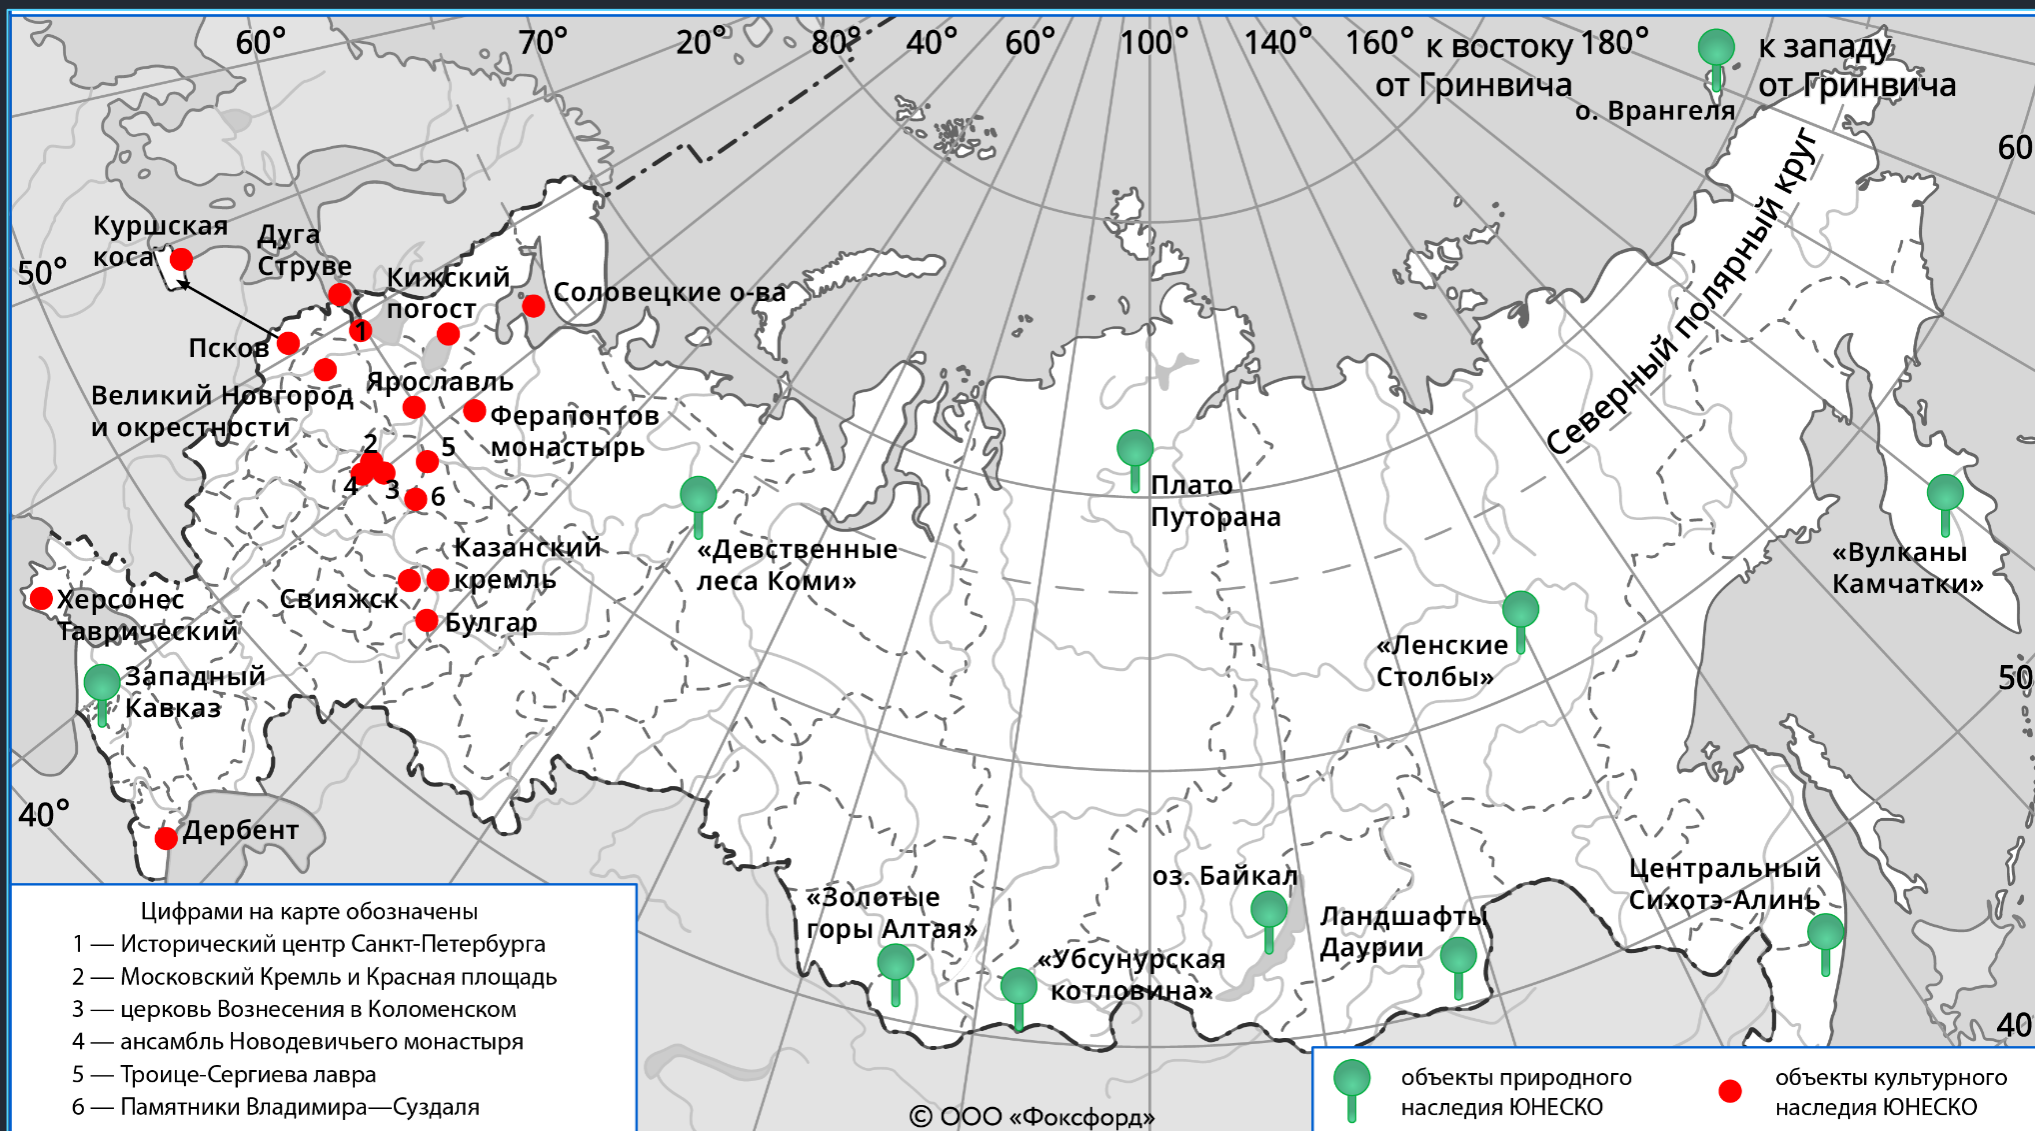 60°
70°
20°
80°
40°
60°
100°
140°
160°
к востоку
от Гринвича
180°
к западу
от Гринвича
о. Врангеля
60
Северный полярный круг
Куршская
коса
Дуга
Струве
50°
Кижский
погост
Соловецкие о-ва
1
Псков
Великий Новгород
и окрестности
Ярославль
Ферапонтов
монастырь
2
5
4
3
6
Плато
Путорана
«Девственные
леса Коми»
«Вулканы
Камчатки»
Казанский
кремль
Свияжск
Булгар
Херсонес
Таврический
Западный
Кавказ
«Ленские
Столбы»
50
40°
Дербент
«Золотые
горы Алтая»
«Убсунурская
котловина»
оз. Байкал
Ландшафты
Даурии
Центральный
Сихотэ-Алинь
40
Цифрами на карте обозначены
1 — Исторический центр Санкт-Петербурга
2 — Московский Кремль и Красная площадь
3 — церковь Вознесения в Коломенском
4 — ансамбль Новодевичьего монастыря
5 — Троице-Сергиева лавра
6 — Памятники Владимира—Суздаля
© ООО «Фоксфорд»
объекты природного
наследия ЮНЕСКО
объекты культурного
наследия ЮНЕСКО